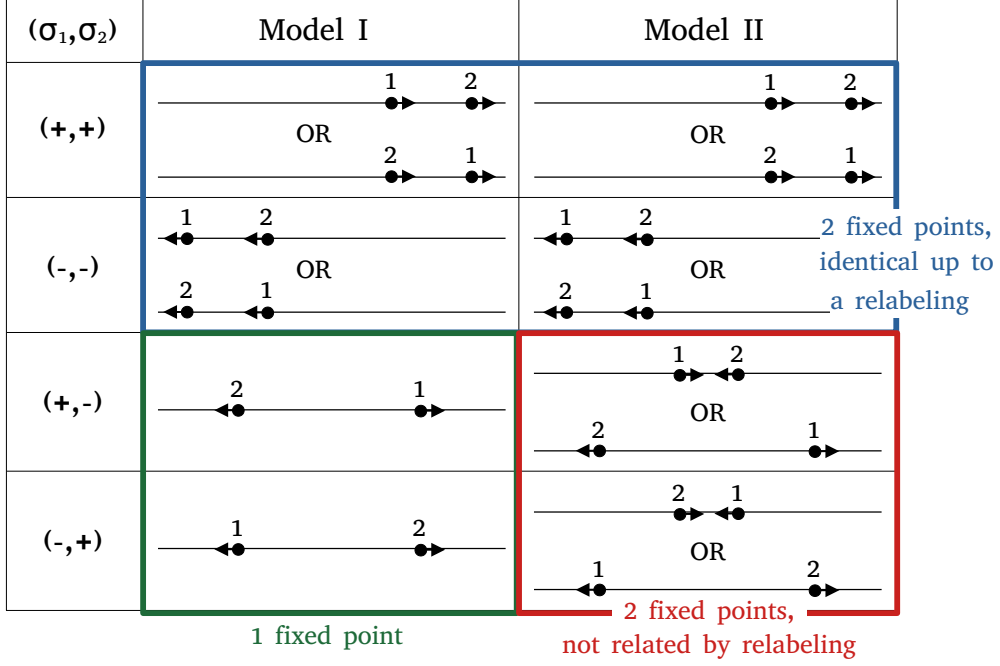 (σ₁,σ₂) Model I Model II
1 2 1 2
(+,+) OR OR
2 1 2 1
1 2 1 2
2 fixed points,
(-,-) OR OR identical up to
2 1 2 1 a relabeling
1 2
(+,-) 2 1 OR
2 1
2 1
(-,+) 1 2 OR
1 2
1 fixed point
2 fixed points,
not related by relabeling